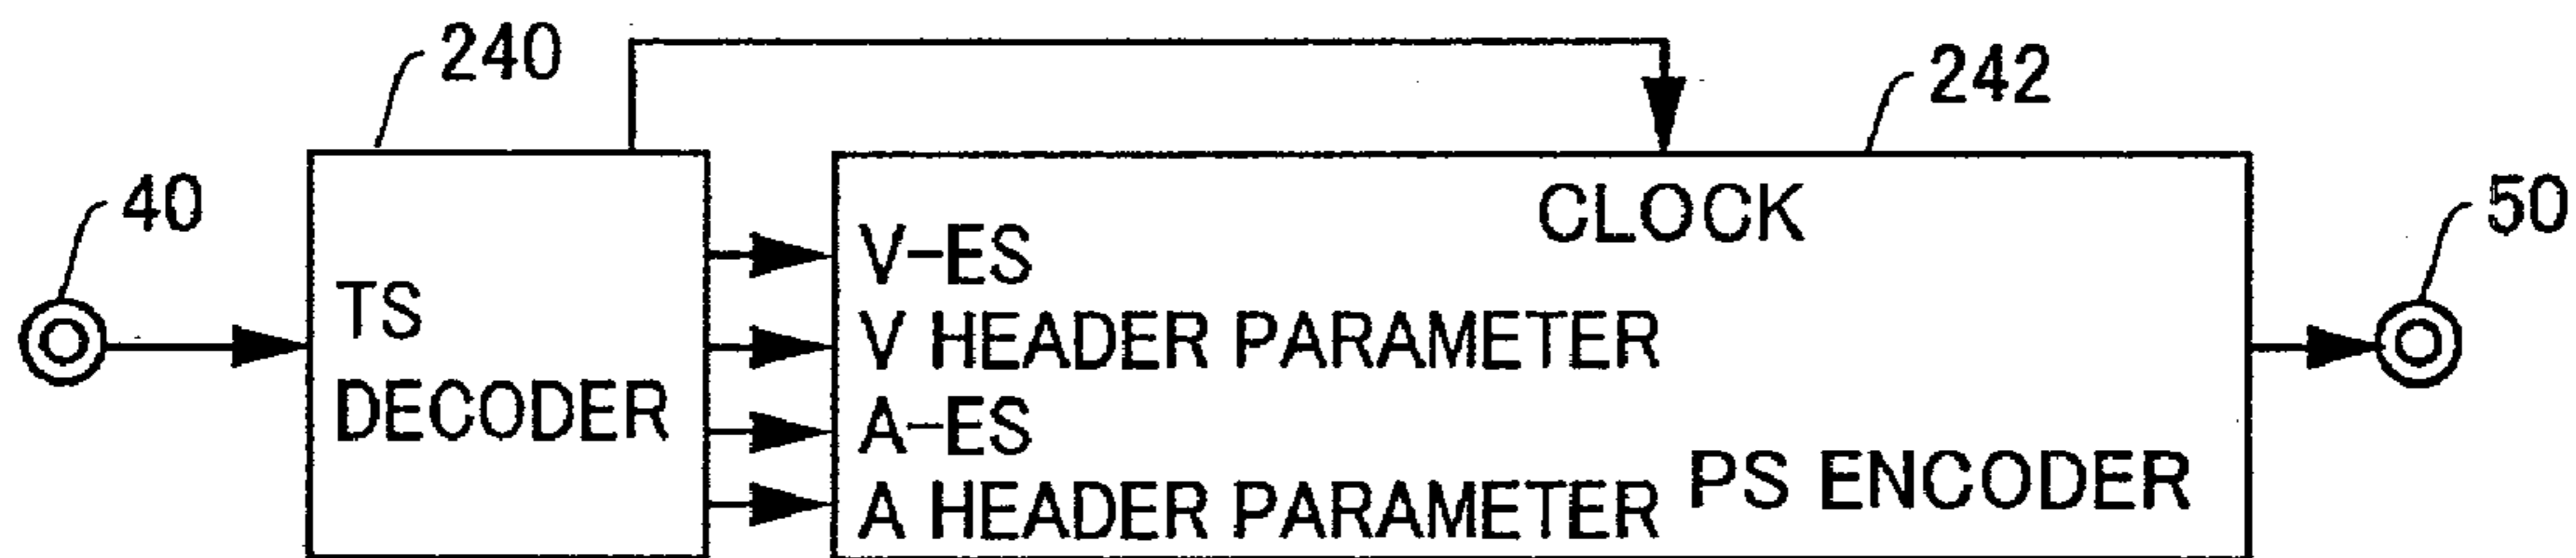 240
242
40
50
TS
DECODER
CLOCK
V-ES
V HEADER PARAMETER
A-ES
A HEADER PARAMETER
PS ENCODER